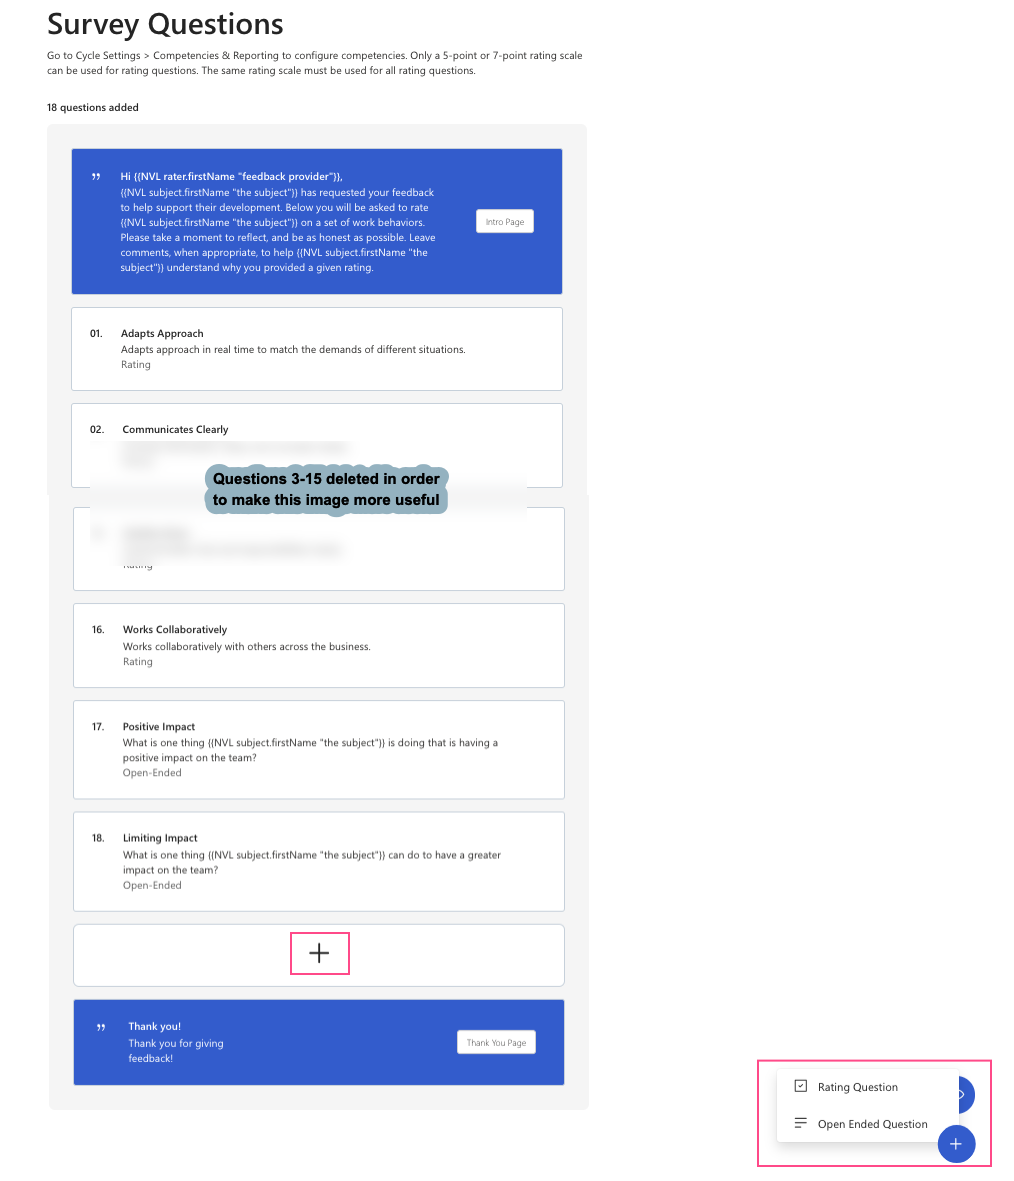 Survey Questions
Go to Cycle Settings > Competencies & Reporting to configure competencies. Only a 5-point or 7-point rating scale
can be used for rating questions. The same rating scale must be used for all rating questions.
18 questions added
Hi {{NVL rater.firstName "feedback provider"}},
{{NVL subject.firstName "the subject"}} has requested your feedback
to help support their development. Below you will be asked to rate
{{NVL subject.firstName "the subject"}} on a set of work behaviors.
Please take a moment to reflect, and be as honest as possible. Leave
comments, when appropriate, to help {{NVL subject.firstName "the
subject"}} understand why you provided a given rating.
Intro Page
01. Adapts Approach
Adapts approach in real time to match the demands of different situations.
Rating
02. Communicates Clearly
Questions 3-15 deleted in order
to make this image more useful
Rating
16. Works Collaboratively
Works collaboratively with others across the business.
Rating
17. Positive Impact
What is one thing {{NVL subject.firstName "the subject"}} is doing that is having a
positive impact on the team?
Open-Ended
18. Limiting Impact
What is one thing {{NVL subject.firstName "the subject"}} can do to have a greater
impact on the team?
Open-Ended
Thank you!
Thank you for giving
feedback!
Thank You Page
Rating Question
Open Ended Question